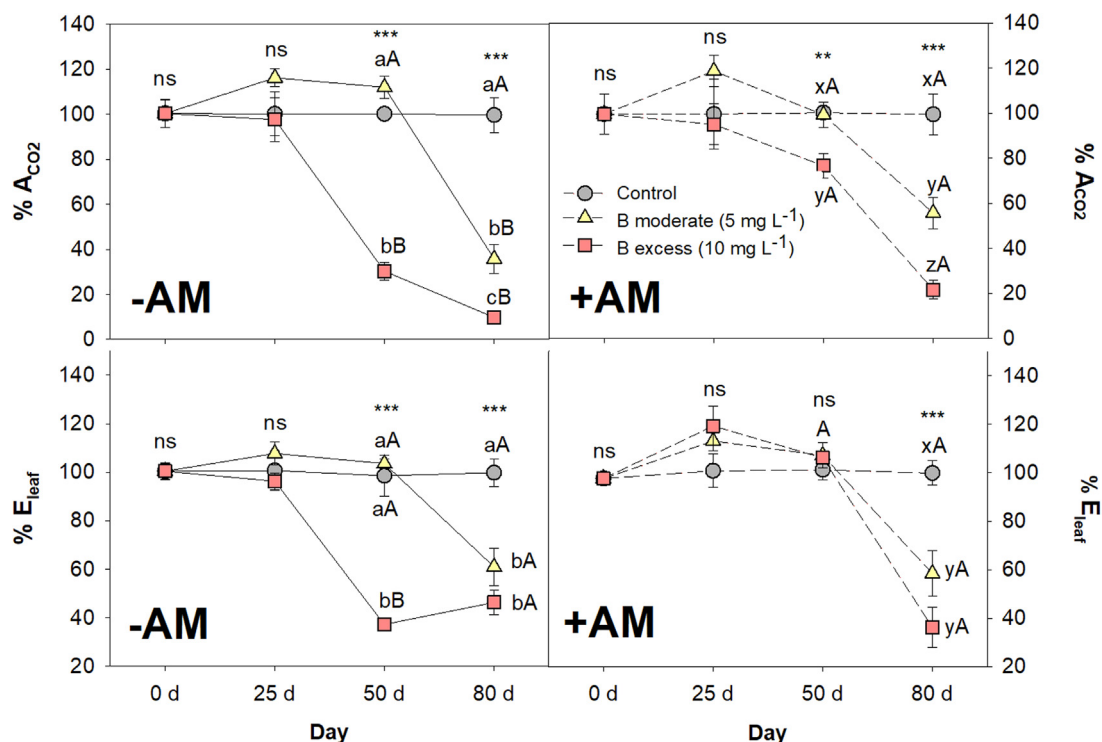 140
120
100
80
60
40
20
0
% ACO2
ns
ns
***
aA
***
aA
bB
bB
cB
-AM
ns
ns
**
xA
***
xA
yA
yA
zA
Control
B moderate (5 mg L-1)
B excess (10 mg L-1)
+AM
140
120
100
80
60
40
20
0
% ACO2
140
120
100
80
60
40
20
% Eleaf
ns
ns
***
aA
***
aA
aA
bB
bA
bA
-AM
0 d
25 d
50 d
80 d
Day
ns
ns
ns
A
***
xA
yA
yA
+AM
0 d
25 d
50 d
80 d
Day
140
120
100
80
60
40
20
% Eleaf